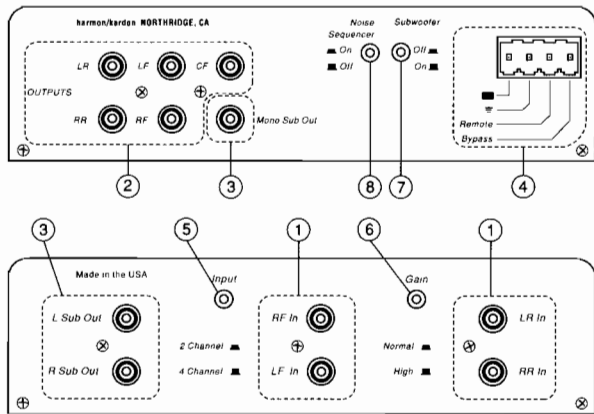 harmon/kardon NORTHRIDGE, CA
Noise Sequencer
On
Off
Subwoofer
Off
On
LR
LF
CF
OUTPUTS
RR
RF
Mono Sub Out
Remote
Bypass
2
3
8
7
4
3
5
1
6
1
Made in the USA
Input
Gain
L Sub Out
RF In
LR In
2 Channel
Normal
R Sub Out
4 Channel
LF In
High
RR In